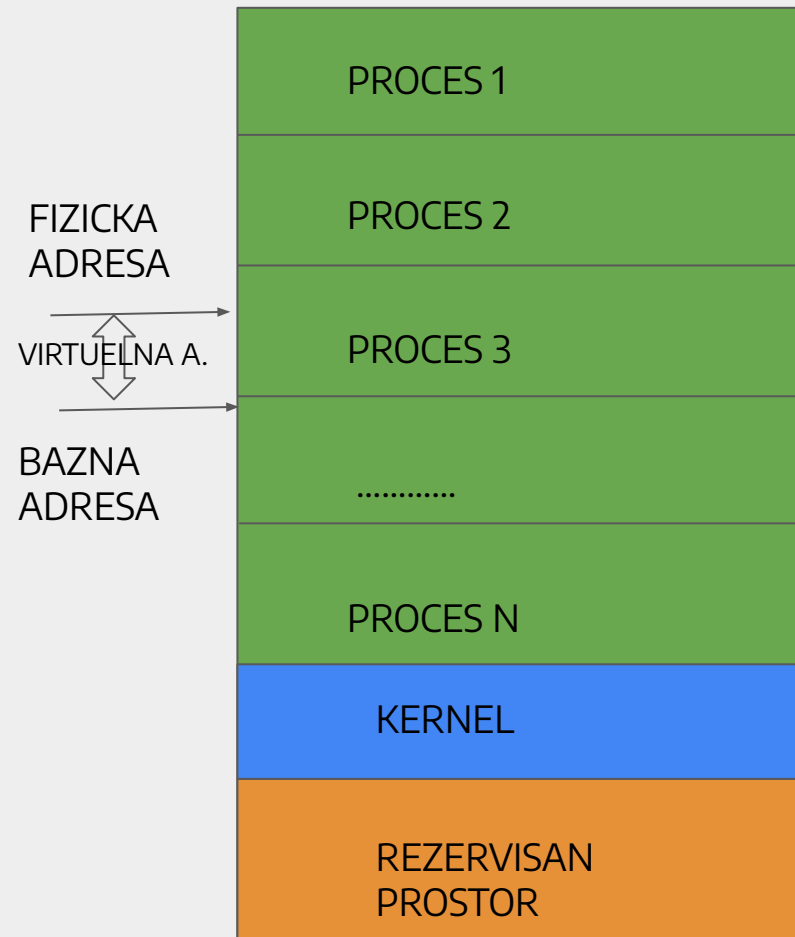 PROCES 1
PROCES 2
FIZICKA
ADRESA
PROCES 3
VIRTUELNA A.
BAZNA
ADRESA
............
PROCES N
KERNEL
REZERVISAN
PROSTOR